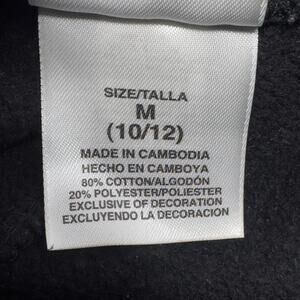 SIZE/TALLA
M
(10/12)
MADE IN CAMBODIA
HECHO EN CAMBOYA
80% COTTON/ALGODÓN
20% POLYESTER/POLIESTER
EXCLUSIVE OF DECORATION
EXCLUYENDO LA DECORACIÓN